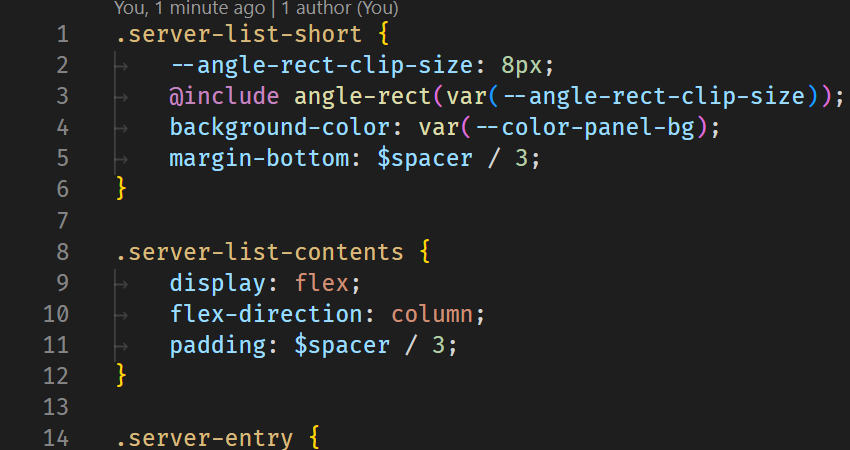 You, 1 minute ago | 1 author (You)
1 .server-list-short {
2 → --angle-rect-clip-size: 8px;
3 → @include angle-rect(var(--angle-rect-clip-size));
4 → background-color: var(--color-panel-bg);
5 → margin-bottom: $spacer / 3;
6 }
7
8 .server-list-contents {
9 → display: flex;
10 → flex-direction: column;
11 → padding: $spacer / 3;
12 }
13
14 .server-entry {